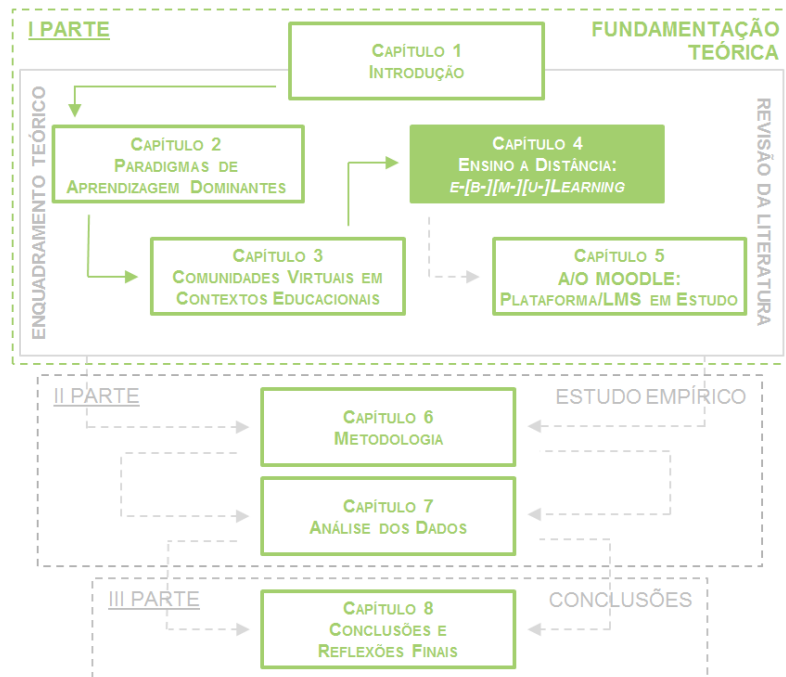 I PARTE
FUNDAMENTAÇÃO
TEÓRICA
Capítulo 1
Introdução
ENQUADRAMENTO TEÓRICO
REVISÃO DA LITERATURA
Capítulo 2
Paradigmas de
Aprendizagem Dominantes
Capítulo 4
Ensino a Distância:
e-[b-][m-][u-]Learning
Capítulo 3
Comunidades Virtuais em
Contextos Educacionais
Capítulo 5
A/O MOODLE:
Plataforma/LMS em Estudo
II PARTE
ESTUDO EMPÍRICO
Capítulo 6
Metodologia
Capítulo 7
Análise dos Dados
III PARTE
CONCLUSÕES
Capítulo 8
Conclusões e
Reflexões Finais